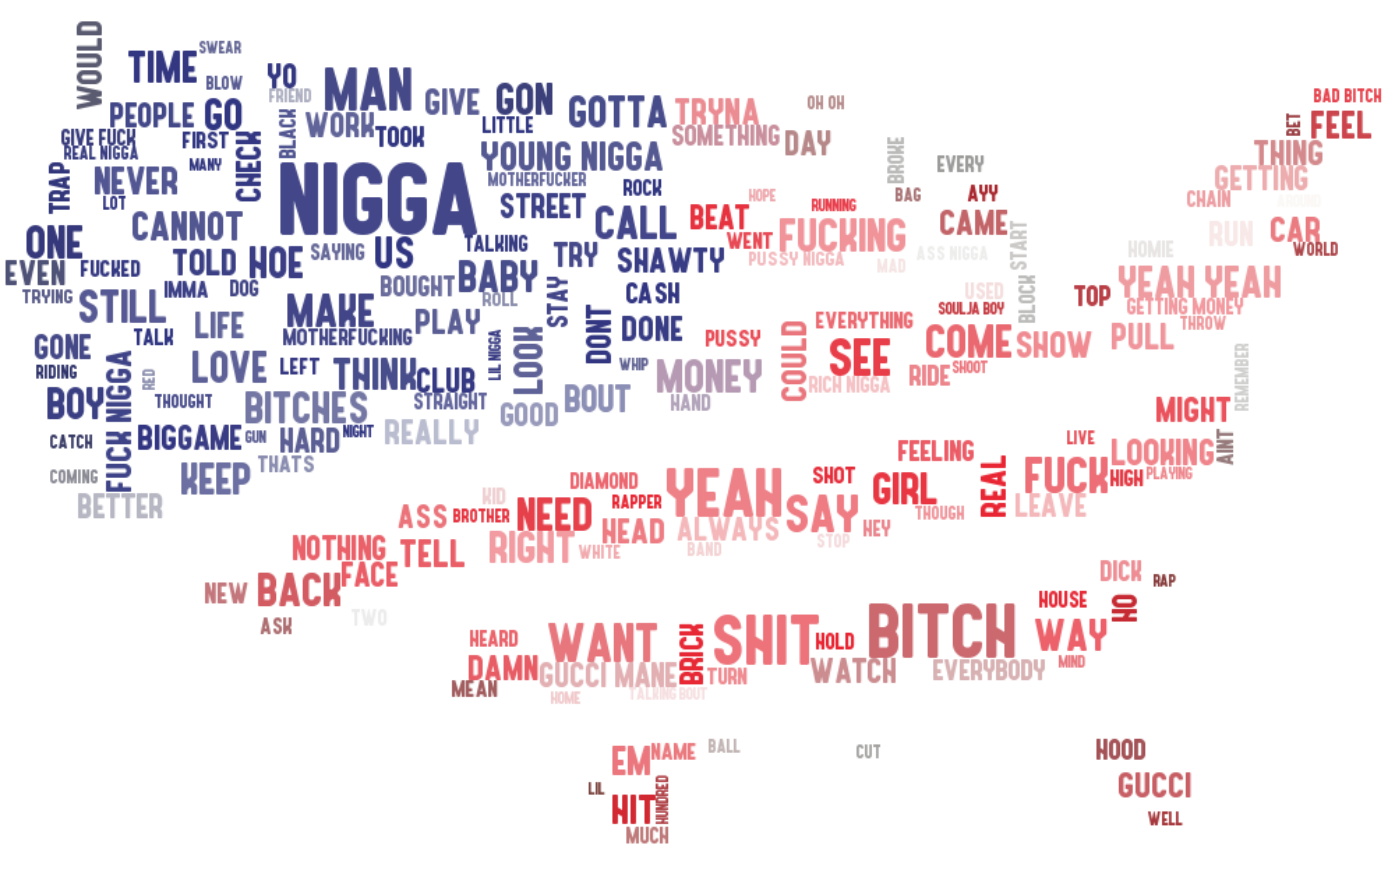 WOULD
TIME
SWEAR
BLOW
YO
FRIEND
MAN
GIVE
GON
GOTTA
TRYNA
OH OH
BAD BITCH
PEOPLE
GO
BLACK
WORK
TOOK
LITTLE
SOMETHING
DAY
BET
FEEL
GIVE FUCK
REAL NIGGA
FIRST
MANY
CHECK
YOUNG NIGGA
MOTHERFUCKER
BROKE
EVERY
THING
GETTING
TRAP
NEVER
LOT
NIGGA
ROCK
STREET
HOPE
RUNNING
BAG
AYY
CHAIN
CANNOT
CALL
BEAT
WENT
FUCKING
CAME
START
RUN
CAR
WORLD
ONE
TOLD
HOE
SAYING
US
TALKING
TRY
SHAWTY
PUSSY NIGGA
MAD
ASS NIGGA
HOMIE
EVEN
FUCKED
IMMA
DOG
BOUGHT
BABY
ROLL
STAY
CASH
USED
BLOCK
TOP
YEAH YEAH
GETTING MONEY
THROW
TRYING
STILL
LIFE
MAKE
MOTHERFUCKING
PLAY
DONT
DONE
PUSSY
COULD
EVERYTHING
SOULJA BOY
COME
SHOW
PULL
TALK
GONE
RIDING
LOVE
LEFT
THINK
CLUB
LIL NIGGA
LOOK
WHIP
MONEY
SEE
RICH NIGGA
RIDE
SHOOT
REMEMBER
BOY
FUCK NIGGA
RED
THOUGHT
BITCHES
STRAIGHT
GOOD
BOUT
HAND
MIGHT
CATCH
BIGGAME
GUN
HARD
NIGHT
REALLY
FEELING
LIVE
LOOKING
AINT
COMING
KEEP
THATS
BETTER
DIAMOND
YEAH
SHOT
GIRL
REAL
FUCK
HIGH
PLAYING
KID
ASS
BROTHER
NEED
RAPPER
HEAD
ALWAYS
SAY
HEY
THOUGH
LEAVE
NOTHING
TELL
RIGHT
WHITE
BAND
STOP
NEW
BACK
FACE
TWO
ASK
DICK
RAP
HOUSE
HO
HEARD
WANT
BRICK
SHIT
HOLD
BITCH
WAY
MIND
DAMN
GUCCI MANE
TURN
WATCH
EVERYBODY
MEAN
HOME
TALKING BOUT
EM
NAME
BALL
CUT
HOOD
LIL
HIT
HUNDRED
MUCH
GUCCI
WELL